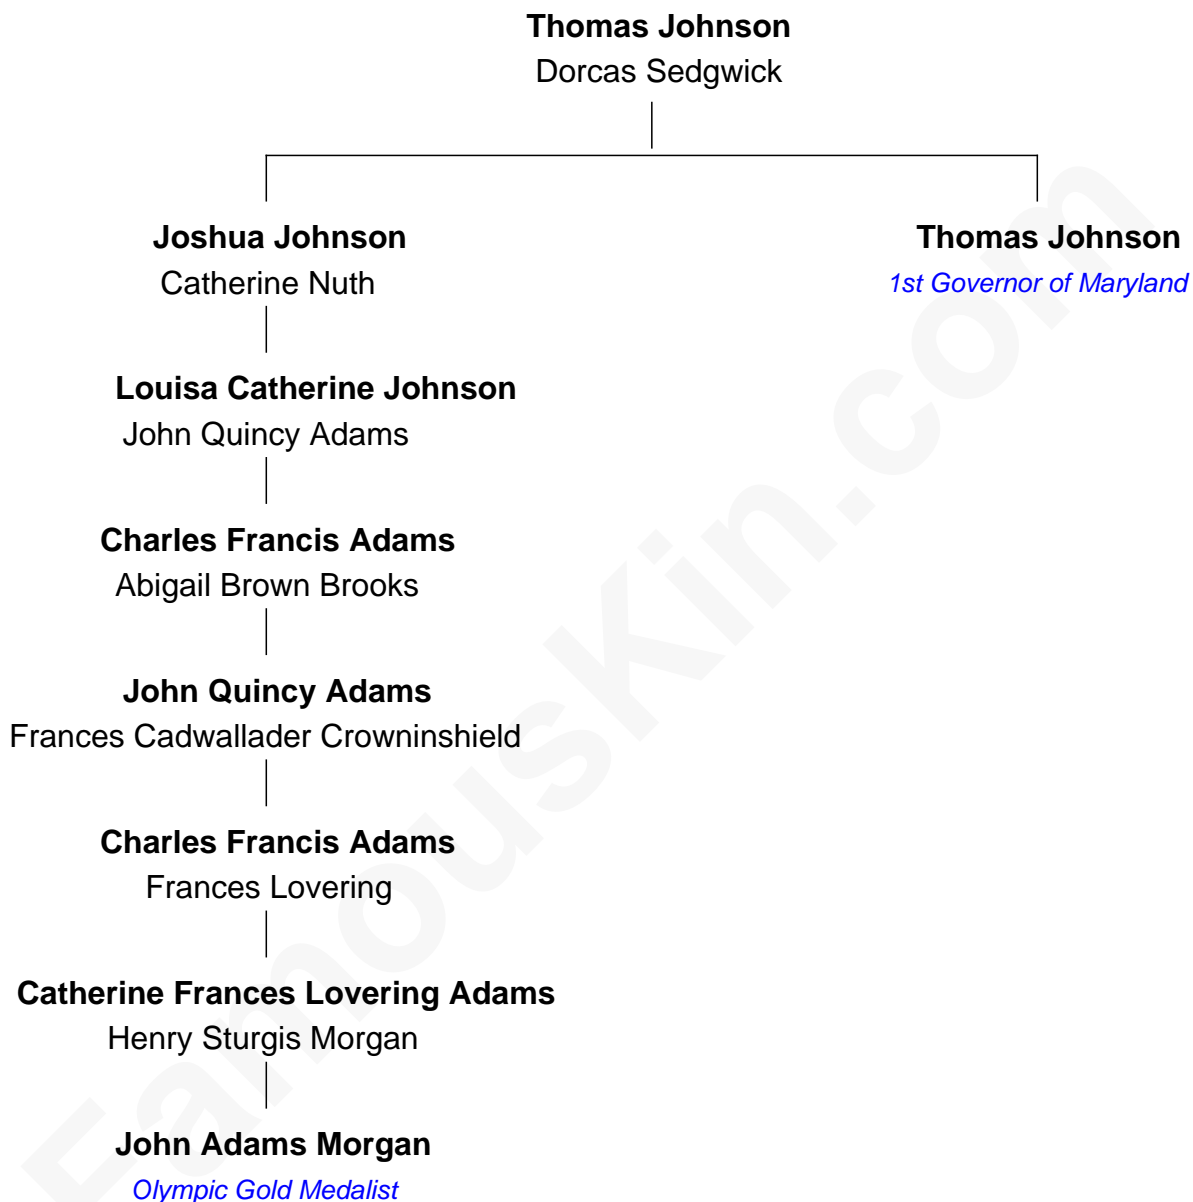 Thomas Johnson
Dorcas Sedgwick
Joshua Johnson
Thomas Johnson
Catherine Nuth
1st Governor of Maryland
Louisa Catherine Johnson
John Quincy Adams
Charles Francis Adams
Abigail Brown Brooks
John Quincy Adams
Frances Cadwallader Crowninshield
Charles Francis Adams
Frances Lovering
Catherine Frances Lovering Adams
Henry Sturgis Morgan
John Adams Morgan
Olympic Gold Medalist
FamousKin.com